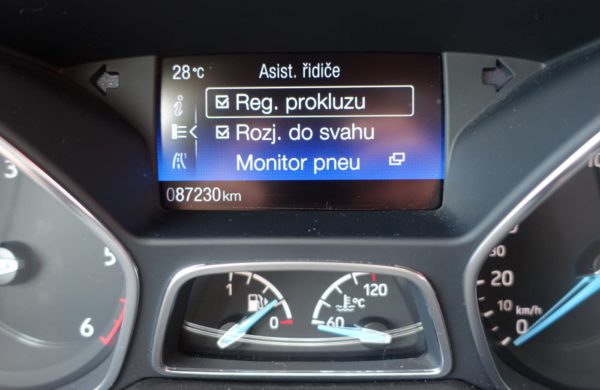 28°C Asist. řidiče
Reg. prokluzu
Rozj. do svahu
Monitor pneu
087230km
3
5
6
1
0
120
°C
60
20
10
km/h
0